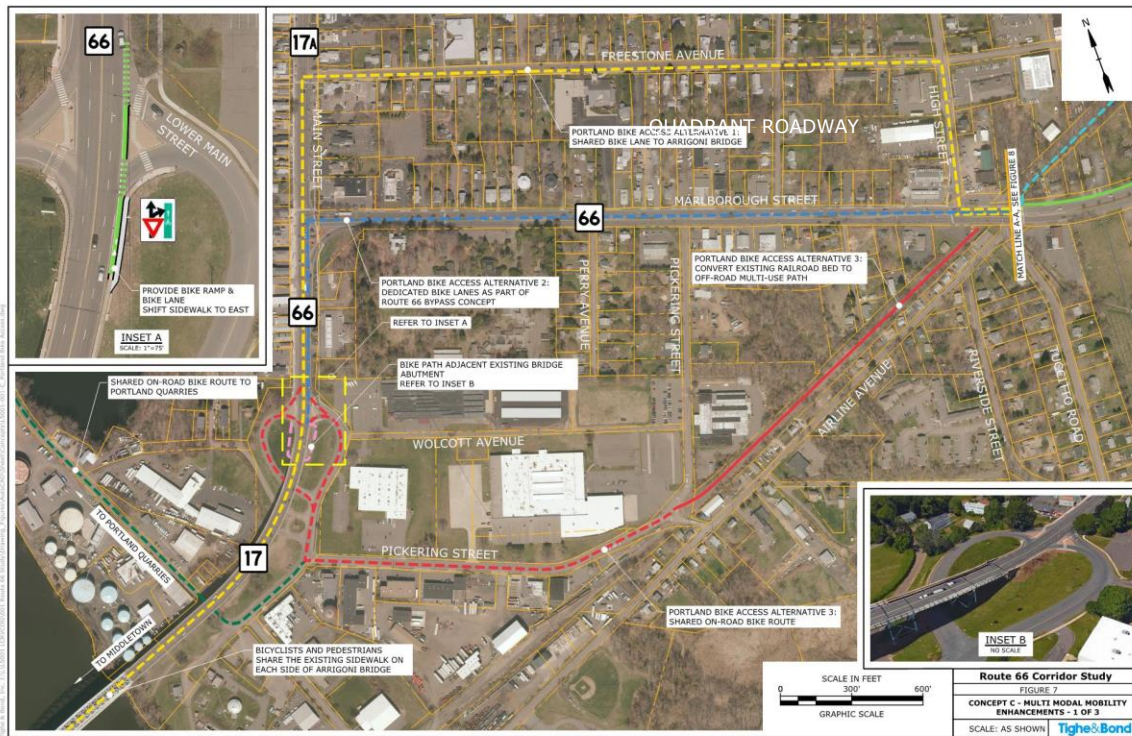 66
LOWER MAIN
STREET
PROVIDE BIKE RAMP &
BIKE LANE
SHIFT SIDEWALK TO EAST
INSET A
SCALE: 1"=75'
17A
FREESTONE AVENUE
N
MAIN STREET
HIGH STREET
QUADRANT ROADWAY
PORTLAND BIKE ACCESS ALTERNATIVE 1:
SHARED BIKE LANE TO ARRIGONI BRIDGE
MARLBOROUGH STREET
66
MATCH LINE A-A, SEE FIGURE 8
PORTLAND BIKE ACCESS ALTERNATIVE 2:
DEDICATED BIKE LANES AS PART OF
ROUTE 66 BYPASS CONCEPT
PERRY AVENUE
PICKERING STREET
PORTLAND BIKE ACCESS ALTERNATIVE 3:
CONVERT EXISTING RAILROAD BED TO
OFF-ROAD MULTI-USE PATH
66
REFER TO INSET A
BIKE PATH ADJACENT EXISTING BRIDGE
ABUTMENT
REFER TO INSET B
SHARED ON-ROAD BIKE ROUTE TO
PORTLAND QUARRIES
WOLCOTT AVENUE
AIRLINE AVENUE
RIVERSIDE STREET
TUCCITTO ROAD
TO PORTLAND
QUARRIES
17
PICKERING STREET
PORTLAND BIKE ACCESS ALTERNATIVE 3:
SHARED ON-ROAD BIKE ROUTE
TO MIDDLETOWN
BICYCLISTS AND PEDESTRIANS
SHARE THE EXISTING SIDEWALK ON
EACH SIDE OF ARRIGONI BRIDGE
INSET B
NO SCALE
SCALE IN FEET
0 300' 600'
GRAPHIC SCALE
Route 66 Corridor Study
FIGURE 7
CONCEPT C - MULTI MODAL MOBILITY
ENHANCEMENTS - 1 OF 3
SCALE: AS SHOWN
Tighe&Bond